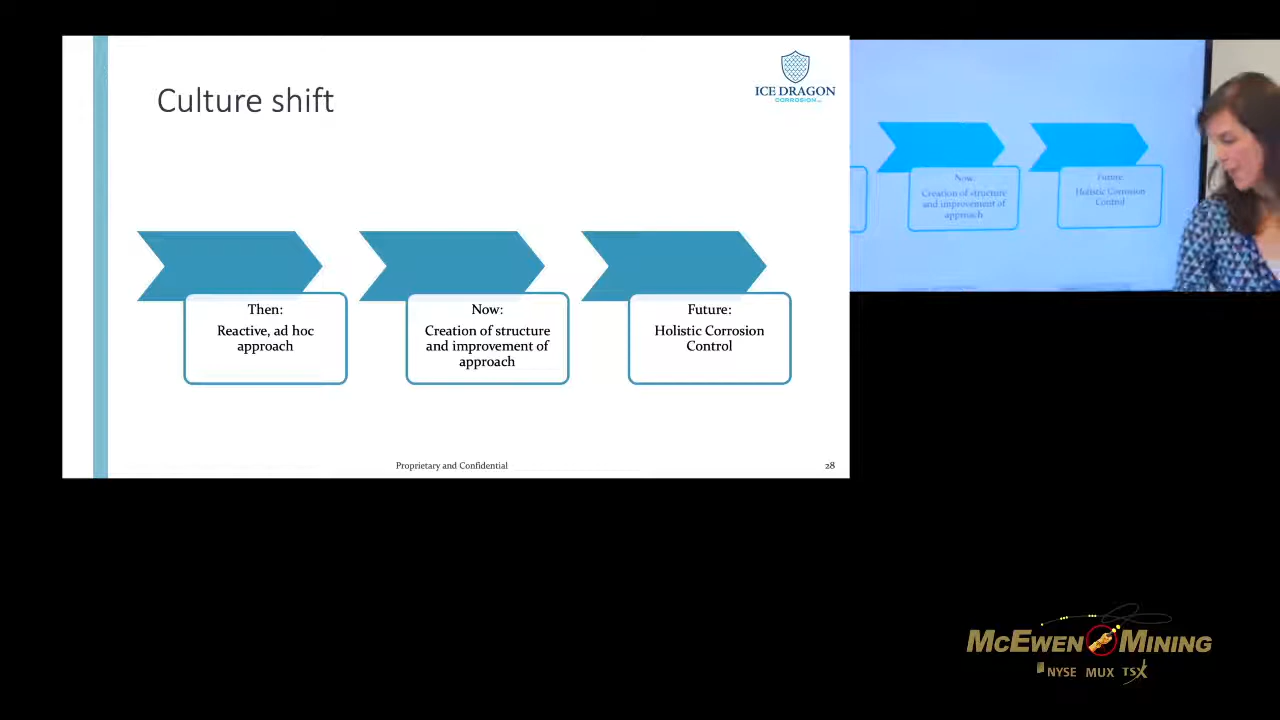 Culture shift
ICE DRAGON
CORROSION
Then:
Reactive, ad hoc
approach
Now:
Creation of structure
and improvement of
approach
Future:
Holistic Corrosion
Control
Proprietary and Confidential
28
Now:
Creation of structure
and improvement of
approach
Future:
Holistic Corrosion
Control
McEWEN MINING
NYSE MUX TSX